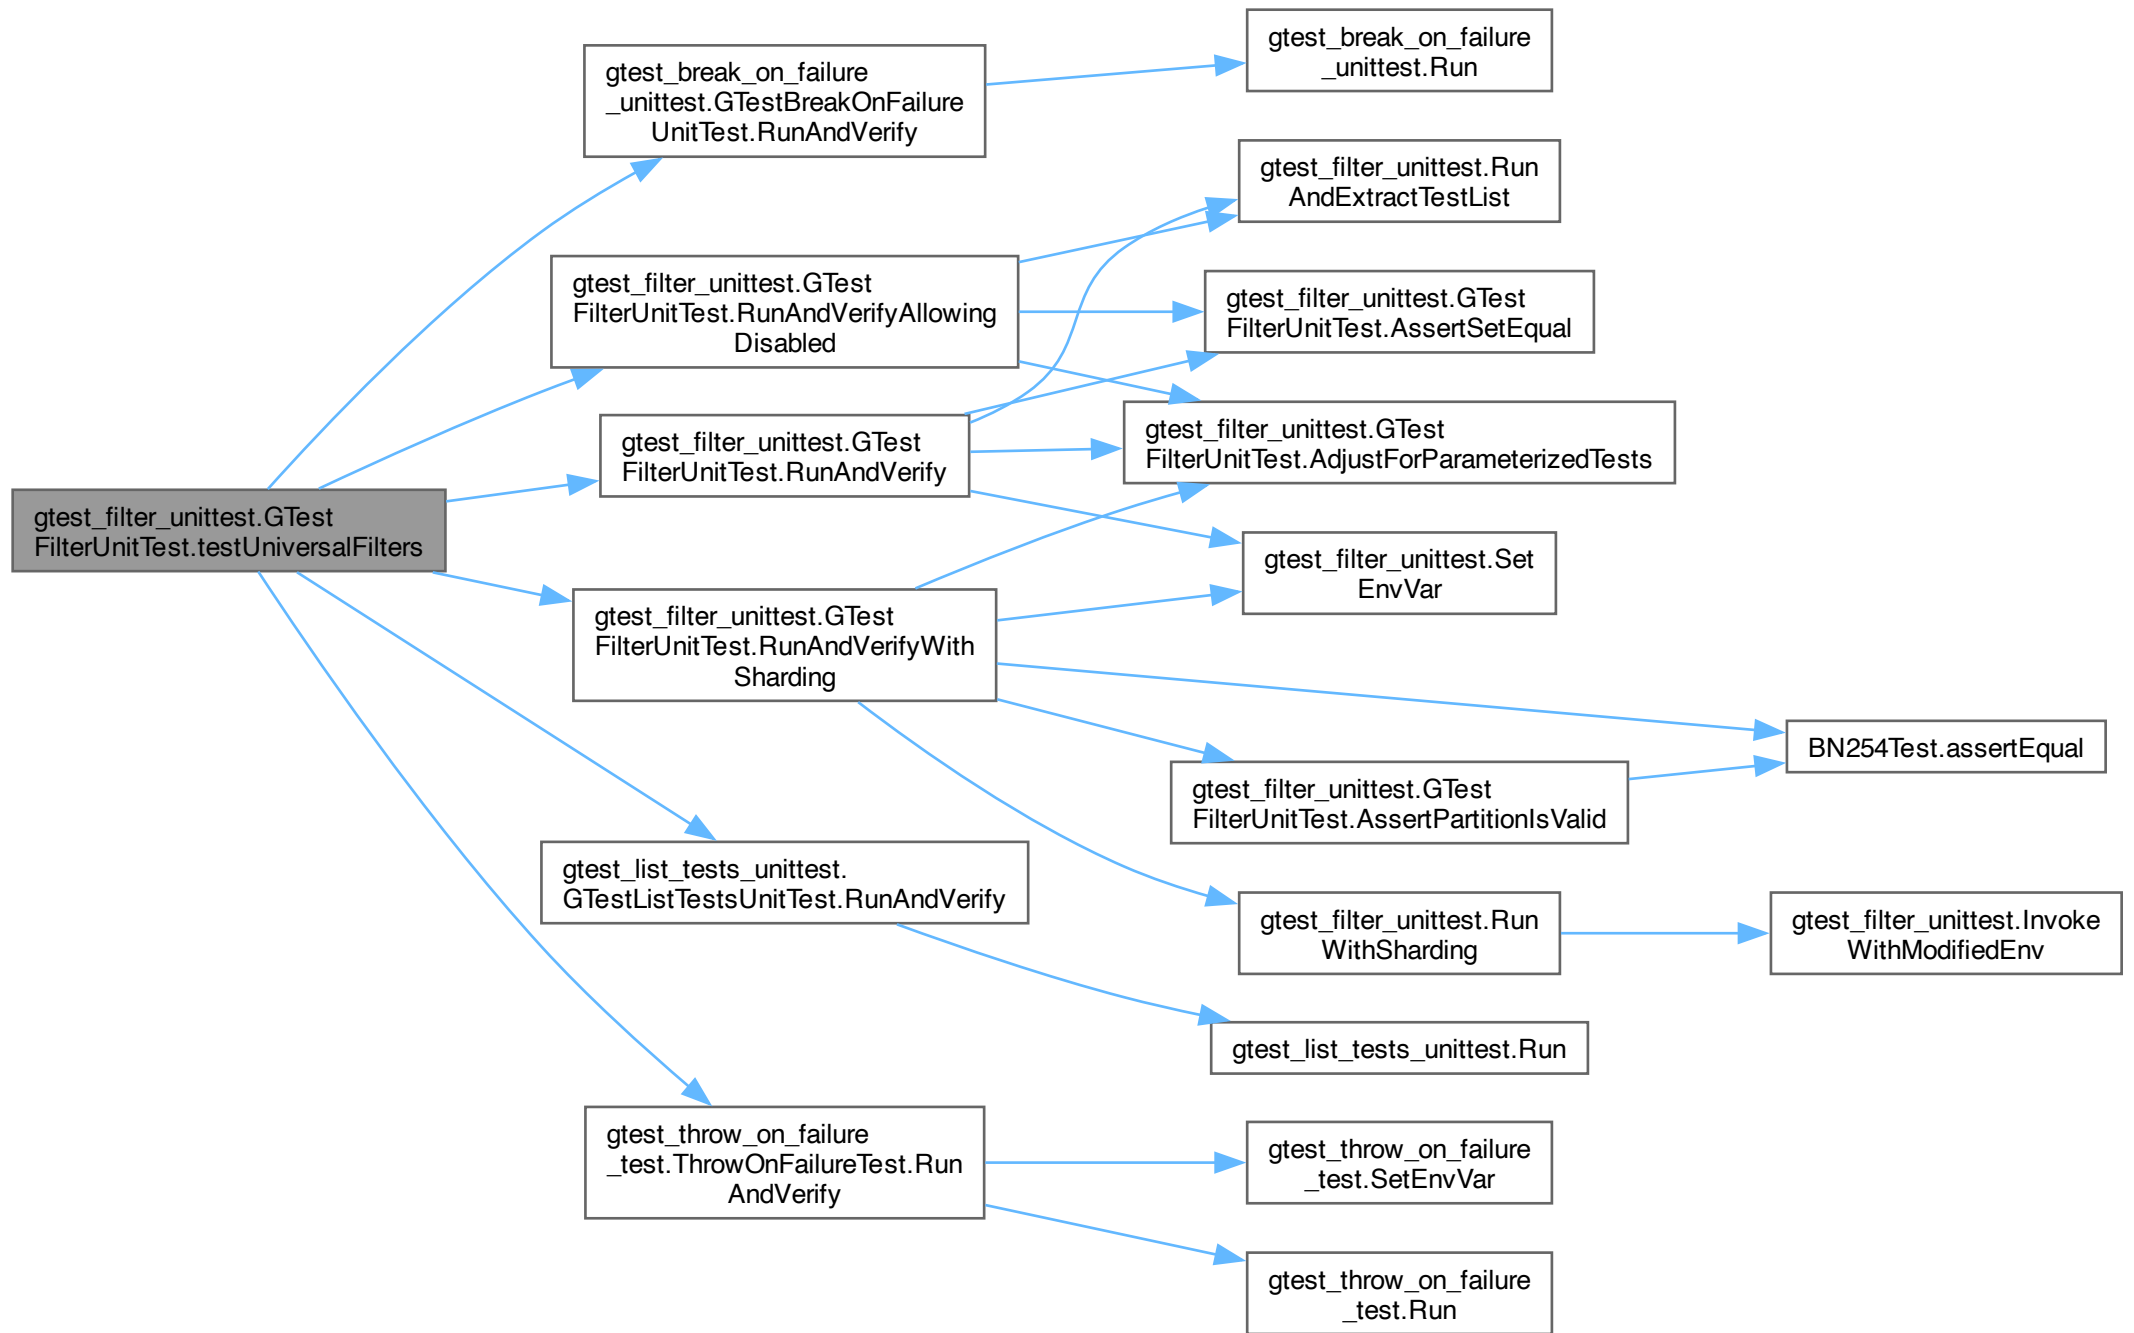 gtest_filter_unittest.GTest
FilterUnitTest.testUniversalFilters
gtest_break_on_failure
_unittest.GTestBreakOnFailure
UnitTest.RunAndVerify
gtest_filter_unittest.GTest
FilterUnitTest.RunAndVerifyAllowing
Disabled
gtest_filter_unittest.GTest
FilterUnitTest.RunAndVerify
gtest_filter_unittest.GTest
FilterUnitTest.RunAndVerifyWith
Sharding
gtest_list_tests_unittest.
GTestListTestsUnitTest.RunAndVerify
gtest_throw_on_failure
_test.ThrowOnFailureTest.Run
AndVerify
gtest_break_on_failure
_unittest.Run
gtest_filter_unittest.Run
AndExtractTestList
gtest_filter_unittest.GTest
FilterUnitTest.AssertSetEqual
gtest_filter_unittest.GTest
FilterUnitTest.AdjustForParameterizedTests
gtest_filter_unittest.Set
EnvVar
gtest_filter_unittest.GTest
FilterUnitTest.AssertPartitionIsValid
gtest_filter_unittest.Run
WithSharding
gtest_list_tests_unittest.Run
gtest_throw_on_failure
_test.SetEnvVar
gtest_throw_on_failure
_test.Run
BN254Test.assertEqual
gtest_filter_unittest.Invoke
WithModifiedEnv